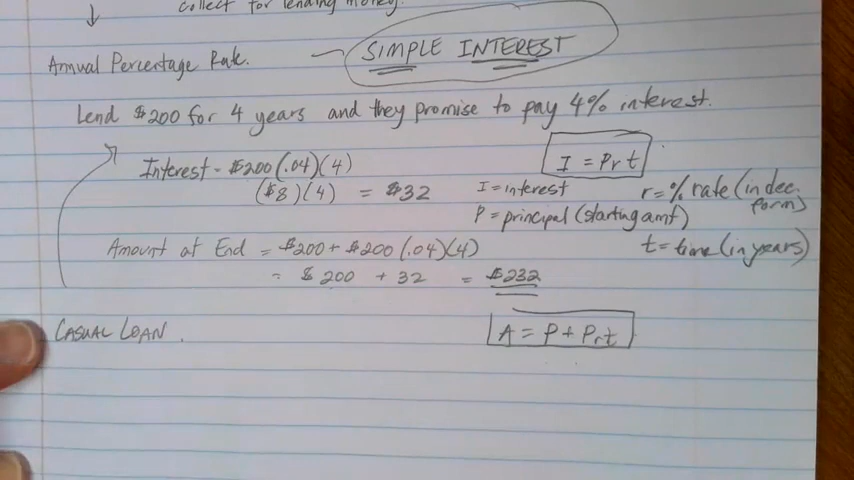 collect for lending money.
↓
Annual Percentage Rate. — SIMPLE INTEREST
Lend $200 for 4 years and they promise to pay 4% interest.
Interest = $200(.04)(4)
($8)(4) = $32
I = Prt
I = interest
P = principal (starting amt)
r = % rate (in dec. form)
t = time (in years)
Amount at End = $200 + $200(.04)(4)
= $200 + 32 = $232
CASUAL LOAN.
A = P + Prt